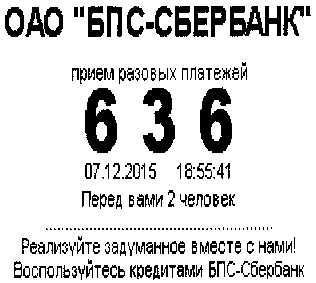 ОАО "БПС-СБЕРБАНК"
прием разовых платежей
6 3 6
07.12.2015 18:55:41
Перед вами 2 человек
Реализуйте задуманное вместе с нами!
Воспользуйтесь кредитами БПС-Сбербанк